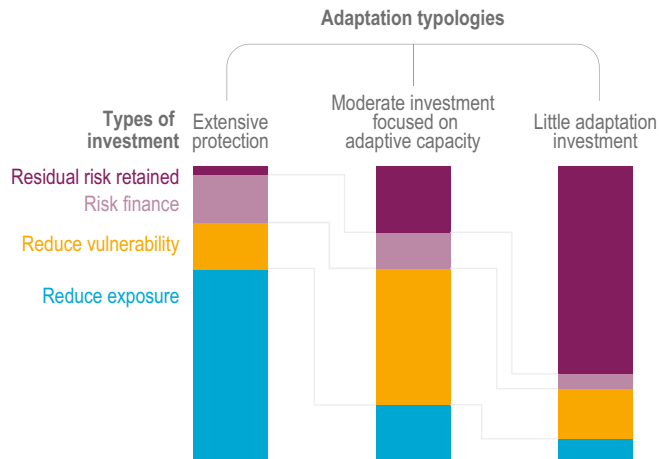 Adaptation typologies
Types of
investment
Extensive
protection
Moderate investment
focused on
adaptive capacity
Little adaptation
investment
Residual risk retained
Risk finance
Reduce vulnerability
Reduce exposure